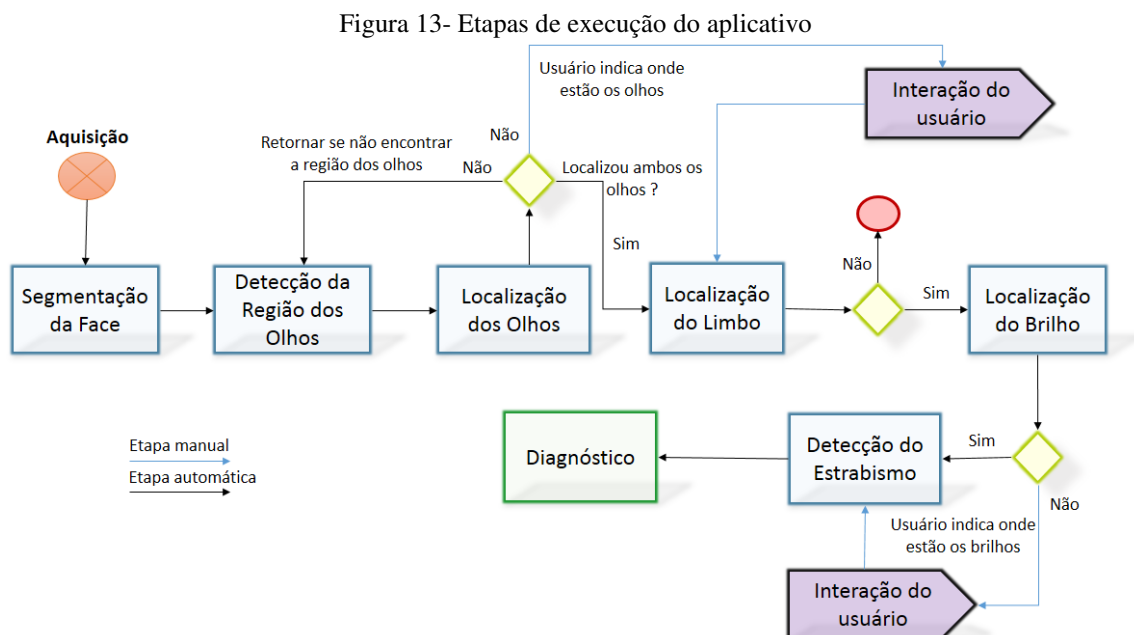 Figura 13- Etapas de execução do aplicativo
Usuário indica onde
estão os olhos
Interação do
usuário
Aquisição
Retornar se não encontrar
a região dos olhos
Não
Não
Localizou ambos os
olhos ?
Sim
Segmentação
da Face
Detecção da
Região dos
Olhos
Localização
dos Olhos
Localização
do Limbo
Não
Sim
Localização
do Brilho
Etapa manual
Etapa automática
Diagnóstico
Detecção do
Estrabismo
Sim
Não
Usuário indica onde
estão os brilhos
Interação do
usuário